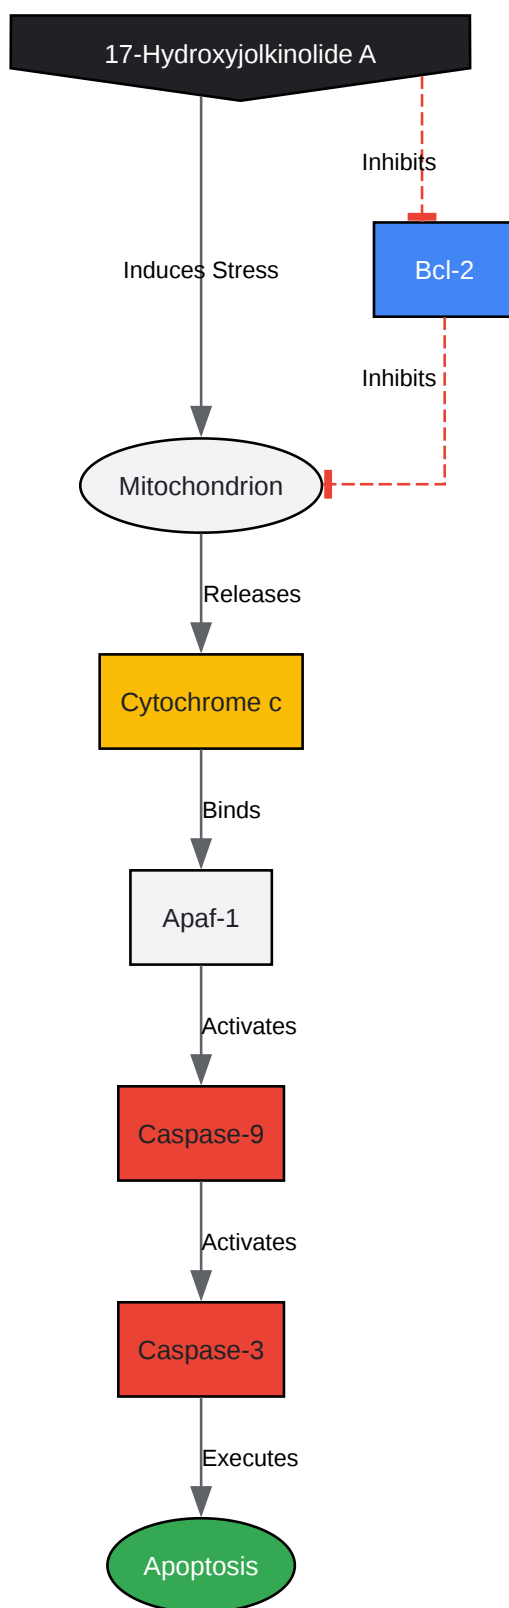 17-Hydroxyjolkinolide A
Inhibits
Induces Stress
Bcl-2
Inhibits
Mitochondrion
Releases
Cytochrome c
Binds
Apaf-1
Activates
Caspase-9
Activates
Caspase-3
Executes
Apoptosis